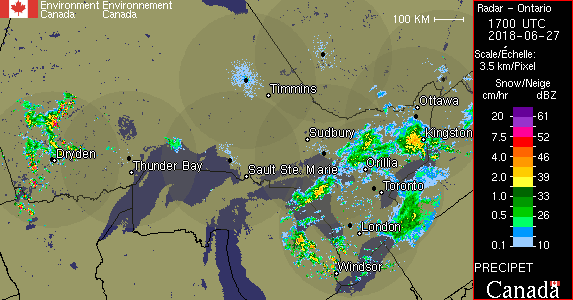 Environment Environnement
Canada Canada
100 KM
Timmins
Ottawa
Sudbury
Kingston
Dryden
Thunder Bay
Sault Ste. Marie
Orillia
Toronto
London
Windsor
Radar - Ontario
1700 UTC
2018-06-27
Scale/Échelle:
3.5 km/Pixel
Snow/Neige
cm/hr dBZ
20 61
7.5 52
4.0 46
2.0 39
1.0 33
0.5 26
0.1 10
PRECIPET
Canada